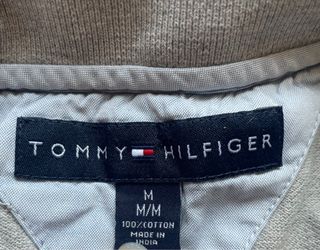 TOMMY HILFIGER
M
M/M
100% COTTON
MADE IN
INDIA